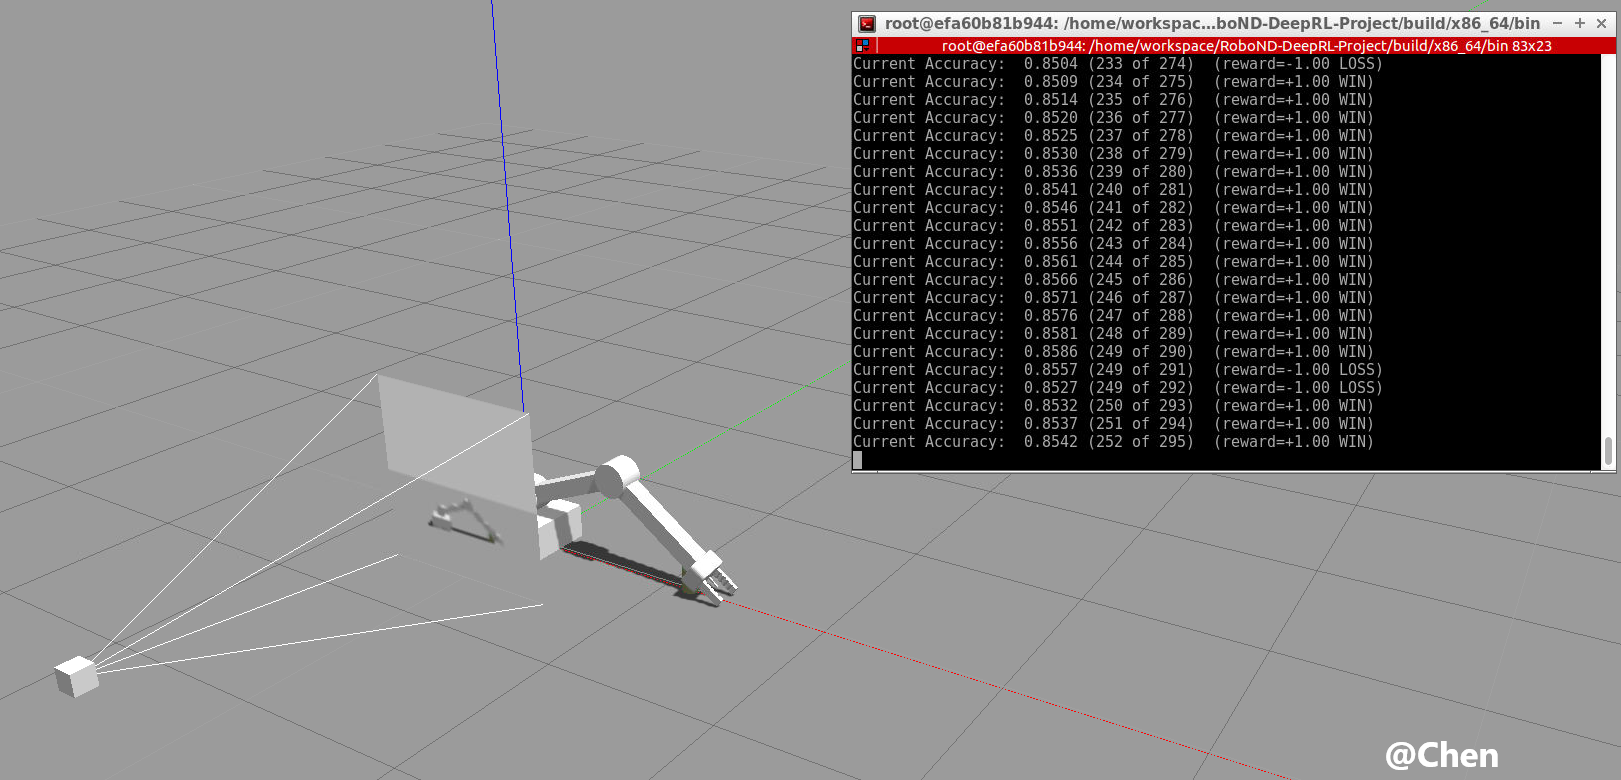 root@efa60b81b944: /home/workspac...boND-DeepRL-Project/build/x86_64/bin
root@efa60b81b944: /home/workspace/RoboND-DeepRL-Project/build/x86_64/bin 83x23
Current Accuracy:  0.8504 (233 of 274)  (reward=-1.00 LOSS)
Current Accuracy:  0.8509 (234 of 275)  (reward=+1.00 WIN)
Current Accuracy:  0.8514 (235 of 276)  (reward=+1.00 WIN)
Current Accuracy:  0.8520 (236 of 277)  (reward=+1.00 WIN)
Current Accuracy:  0.8525 (237 of 278)  (reward=+1.00 WIN)
Current Accuracy:  0.8530 (238 of 279)  (reward=+1.00 WIN)
Current Accuracy:  0.8536 (239 of 280)  (reward=+1.00 WIN)
Current Accuracy:  0.8541 (240 of 281)  (reward=+1.00 WIN)
Current Accuracy:  0.8546 (241 of 282)  (reward=+1.00 WIN)
Current Accuracy:  0.8551 (242 of 283)  (reward=+1.00 WIN)
Current Accuracy:  0.8556 (243 of 284)  (reward=+1.00 WIN)
Current Accuracy:  0.8561 (244 of 285)  (reward=+1.00 WIN)
Current Accuracy:  0.8566 (245 of 286)  (reward=+1.00 WIN)
Current Accuracy:  0.8571 (246 of 287)  (reward=+1.00 WIN)
Current Accuracy:  0.8576 (247 of 288)  (reward=+1.00 WIN)
Current Accuracy:  0.8581 (248 of 289)  (reward=+1.00 WIN)
Current Accuracy:  0.8586 (249 of 290)  (reward=+1.00 WIN)
Current Accuracy:  0.8557 (249 of 291)  (reward=-1.00 LOSS)
Current Accuracy:  0.8527 (249 of 292)  (reward=-1.00 LOSS)
Current Accuracy:  0.8532 (250 of 293)  (reward=+1.00 WIN)
Current Accuracy:  0.8537 (251 of 294)  (reward=+1.00 WIN)
Current Accuracy:  0.8542 (252 of 295)  (reward=+1.00 WIN)
@Chen